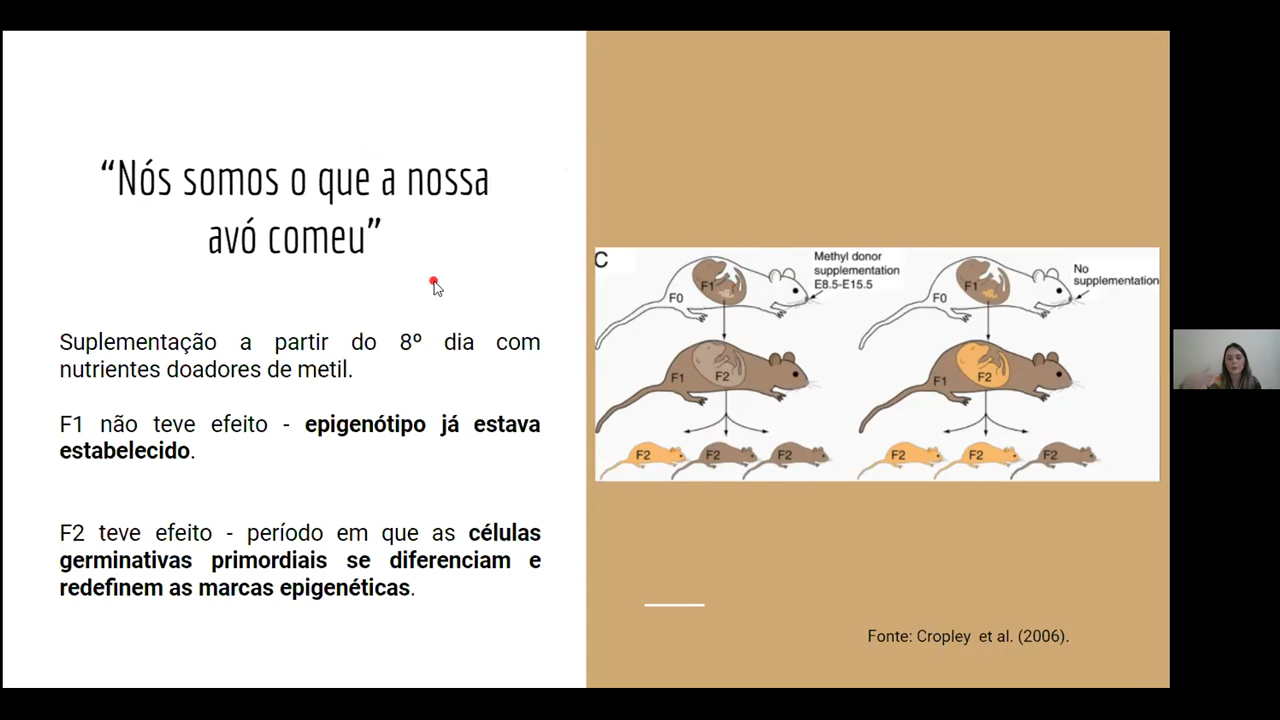 “Nós somos o que a nossa
avó comeu”
Suplementação a partir do 8º dia com
nutrientes doadores de metil.
F1 não teve efeito - epigenótipo já estava
estabelecido.
F2 teve efeito - período em que as células
germinativas primordiais se diferenciam e
redefinem as marcas epigenéticas.
C
Methyl donor
supplementation
E8.5-E15.5
F1
F0
F1
F2
F2
F2
F2
No
supplementation
F1
F0
F1
F2
F2
F2
F2
Fonte: Cropley et al. (2006).